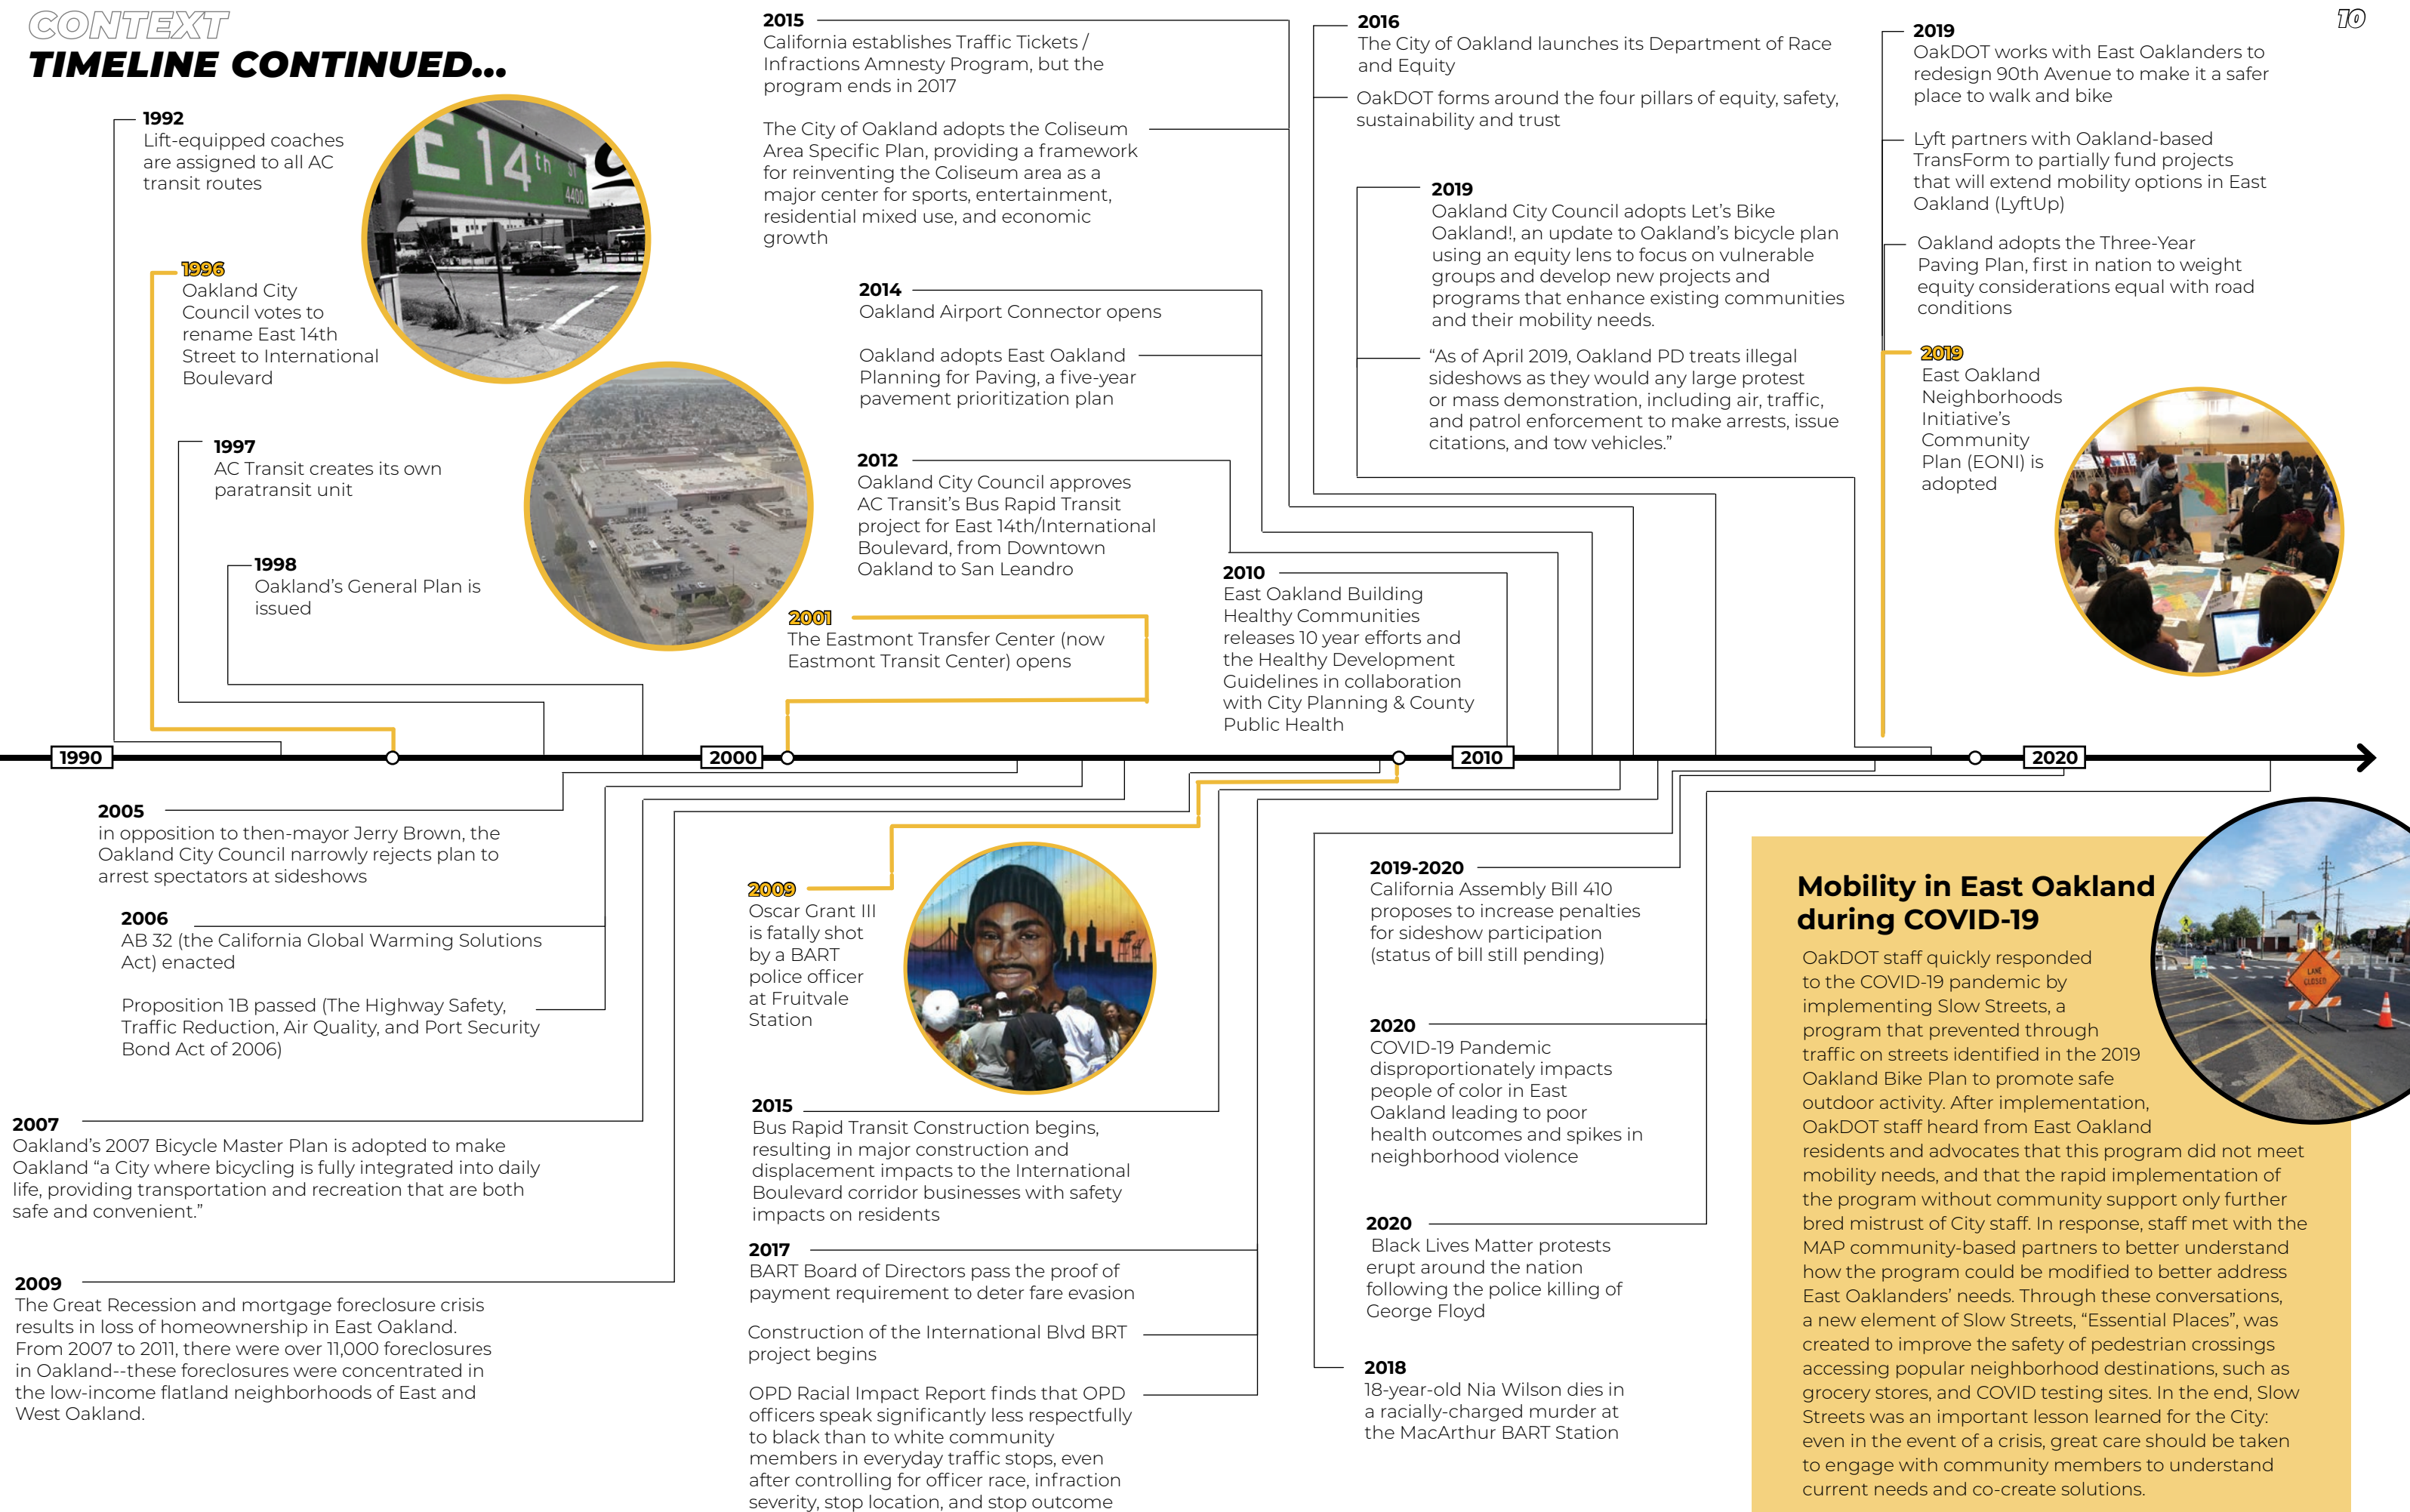 CONTEXT
TIMELINE CONTINUED...
10
1992
Lift-equipped coaches
are assigned to all AC
transit routes
E 14th ST
4400
1996
Oakland City
Council votes to
rename East 14th
Street to International
Boulevard
1997
AC Transit creates its own
paratransit unit
1998
Oakland's General Plan is
issued
2015
California establishes Traffic Tickets /
Infractions Amnesty Program, but the
program ends in 2017
The City of Oakland adopts the Coliseum
Area Specific Plan, providing a framework
for reinventing the Coliseum area as a
major center for sports, entertainment,
residential mixed use, and economic
growth
2014
Oakland Airport Connector opens
Oakland adopts East Oakland
Planning for Paving, a five-year
pavement prioritization plan
2012
Oakland City Council approves
AC Transit's Bus Rapid Transit
project for East 14th/International
Boulevard, from Downtown
Oakland to San Leandro
2001
The Eastmont Transfer Center (now
Eastmont Transit Center) opens
2010
East Oakland Building
Healthy Communities
releases 10 year efforts and
the Healthy Development
Guidelines in collaboration
with City Planning & County
Public Health
2016
The City of Oakland launches its Department of Race
and Equity
OakDOT forms around the four pillars of equity, safety,
sustainability and trust
2019
Oakland City Council adopts Let's Bike
Oakland!, an update to Oakland's bicycle plan
using an equity lens to focus on vulnerable
groups and develop new projects and
programs that enhance existing communities
and their mobility needs.
“As of April 2019, Oakland PD treats illegal
sideshows as they would any large protest
or mass demonstration, including air, traffic,
and patrol enforcement to make arrests, issue
citations, and tow vehicles.”
2019
OakDOT works with East Oaklanders to
redesign 90th Avenue to make it a safer
place to walk and bike
Lyft partners with Oakland-based
TransForm to partially fund projects
that will extend mobility options in East
Oakland (LyftUp)
Oakland adopts the Three-Year
Paving Plan, first in nation to weight
equity considerations equal with road
conditions
2019
East Oakland
Neighborhoods
Initiative's
Community
Plan (EONI) is
adopted
1990
2000
2010
2020
2005
in opposition to then-mayor Jerry Brown, the
Oakland City Council narrowly rejects plan to
arrest spectators at sideshows
2006
AB 32 (the California Global Warming Solutions
Act) enacted
Proposition 1B passed (The Highway Safety,
Traffic Reduction, Air Quality, and Port Security
Bond Act of 2006)
2007
Oakland's 2007 Bicycle Master Plan is adopted to make
Oakland “a City where bicycling is fully integrated into daily
life, providing transportation and recreation that are both
safe and convenient.”
2009
The Great Recession and mortgage foreclosure crisis
results in loss of homeownership in East Oakland.
From 2007 to 2011, there were over 11,000 foreclosures
in Oakland--these foreclosures were concentrated in
the low-income flatland neighborhoods of East and
West Oakland.
2009
Oscar Grant III
is fatally shot
by a BART
police officer
at Fruitvale
Station
2015
Bus Rapid Transit Construction begins,
resulting in major construction and
displacement impacts to the International
Boulevard corridor businesses with safety
impacts on residents
2017
BART Board of Directors pass the proof of
payment requirement to deter fare evasion
Construction of the International Blvd BRT
project begins
OPD Racial Impact Report finds that OPD
officers speak significantly less respectfully
to black than to white community
members in everyday traffic stops, even
after controlling for officer race, infraction
severity, stop location, and stop outcome
2019-2020
California Assembly Bill 410
proposes to increase penalties
for sideshow participation
(status of bill still pending)
2020
COVID-19 Pandemic
disproportionately impacts
people of color in East
Oakland leading to poor
health outcomes and spikes in
neighborhood violence
2020
Black Lives Matter protests
erupt around the nation
following the police killing of
George Floyd
2018
18-year-old Nia Wilson dies in
a racially-charged murder at
the MacArthur BART Station
Mobility in East Oakland
during COVID-19
LANE
CLOSED
OakDOT staff quickly responded
to the COVID-19 pandemic by
implementing Slow Streets, a
program that prevented through
traffic on streets identified in the 2019
Oakland Bike Plan to promote safe
outdoor activity. After implementation,
OakDOT staff heard from East Oakland
residents and advocates that this program did not meet
mobility needs, and that the rapid implementation of
the program without community support only further
bred mistrust of City staff. In response, staff met with the
MAP community-based partners to better understand
how the program could be modified to better address
East Oaklanders' needs. Through these conversations,
a new element of Slow Streets, “Essential Places”, was
created to improve the safety of pedestrian crossings
accessing popular neighborhood destinations, such as
grocery stores, and COVID testing sites. In the end, Slow
Streets was an important lesson learned for the City:
even in the event of a crisis, great care should be taken
to engage with community members to understand
current needs and co-create solutions.